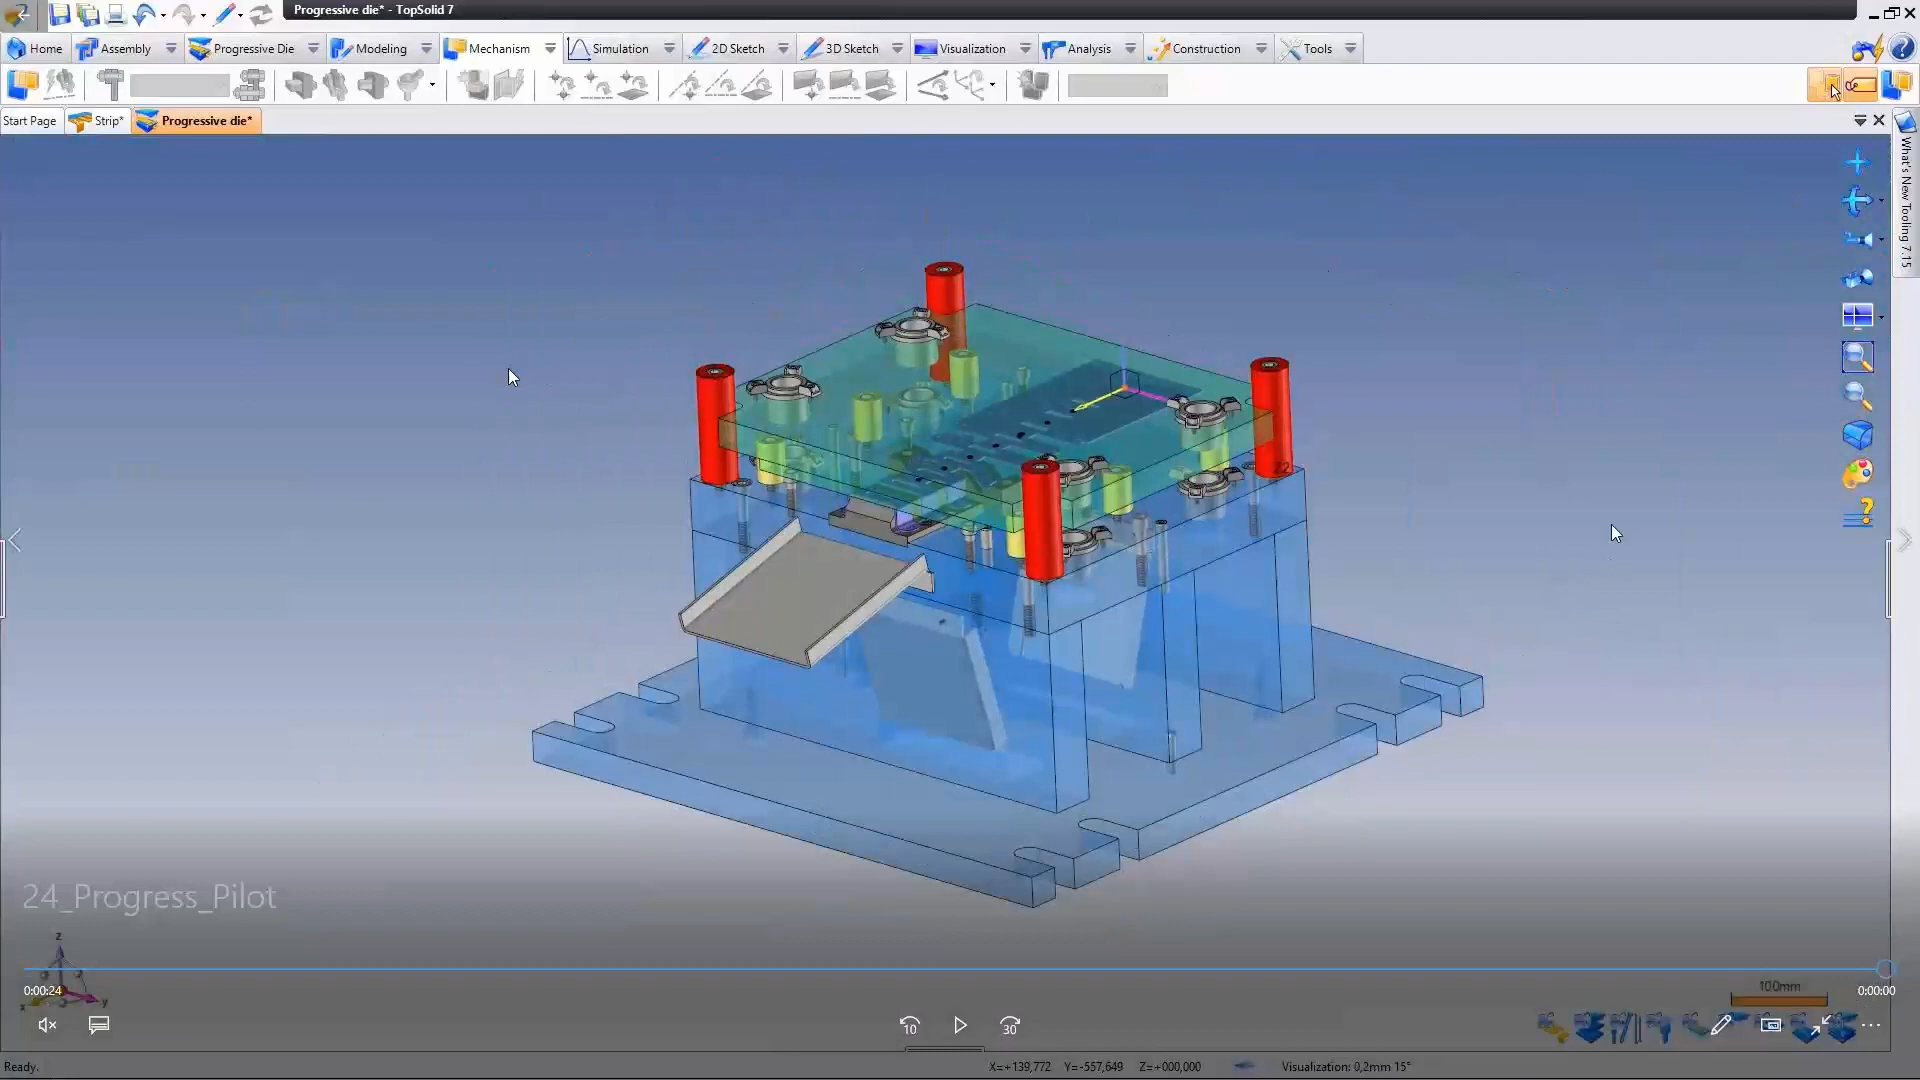 Progressive die* - TopSolid 7
Home Assembly Progressive Die Modeling Mechanism Simulation 2D Sketch 3D Sketch Visualization Analysis Construction Tools
Start Page Strip* Progressive die*
What's New Tooling 7.15
24_Progress_Pilot
z
x
y
0:00:24
100mm
0:00:00
10
30
Ready.
X=+139,772 Y=-557,649 Z=+000,000 Visualization: 0,2mm 15°